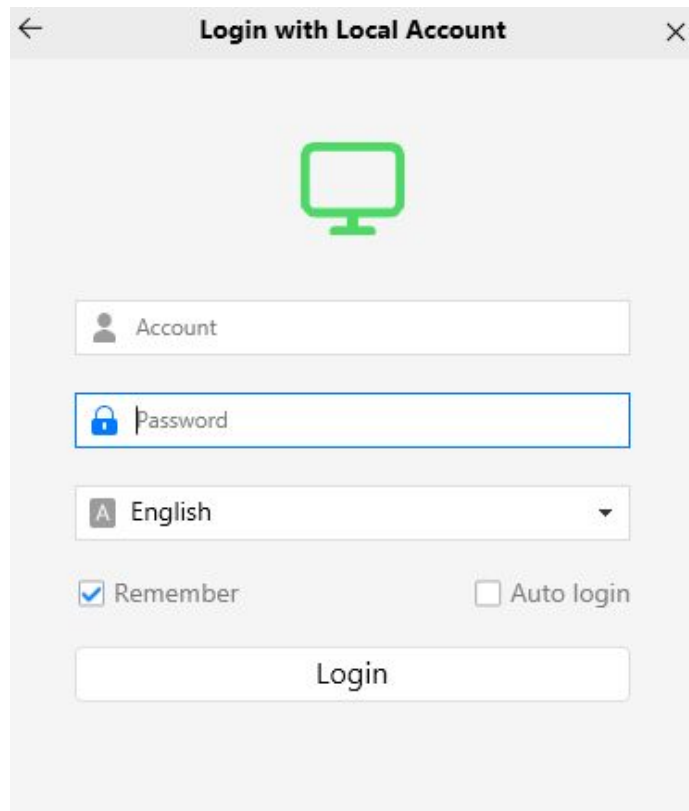 Login with Local Account
Account
Password
A English
Remember Auto login
Login